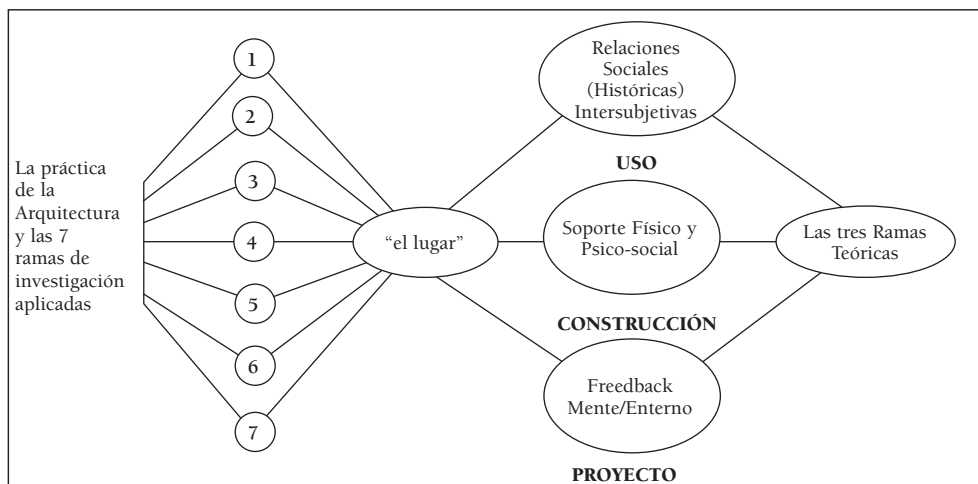 La práctica
de la
Arquitectura
y las 7
ramas de
investigación
aplicadas
1
2
3
4
5
6
7
“el lugar”
Relaciones
Sociales
(Históricas)
Intersubjetivas
USO
Soporte Físico y
Psico-social
CONSTRUCCIÓN
Freedback
Mente/Enterno
PROYECTO
Las tres Ramas
Teóricas